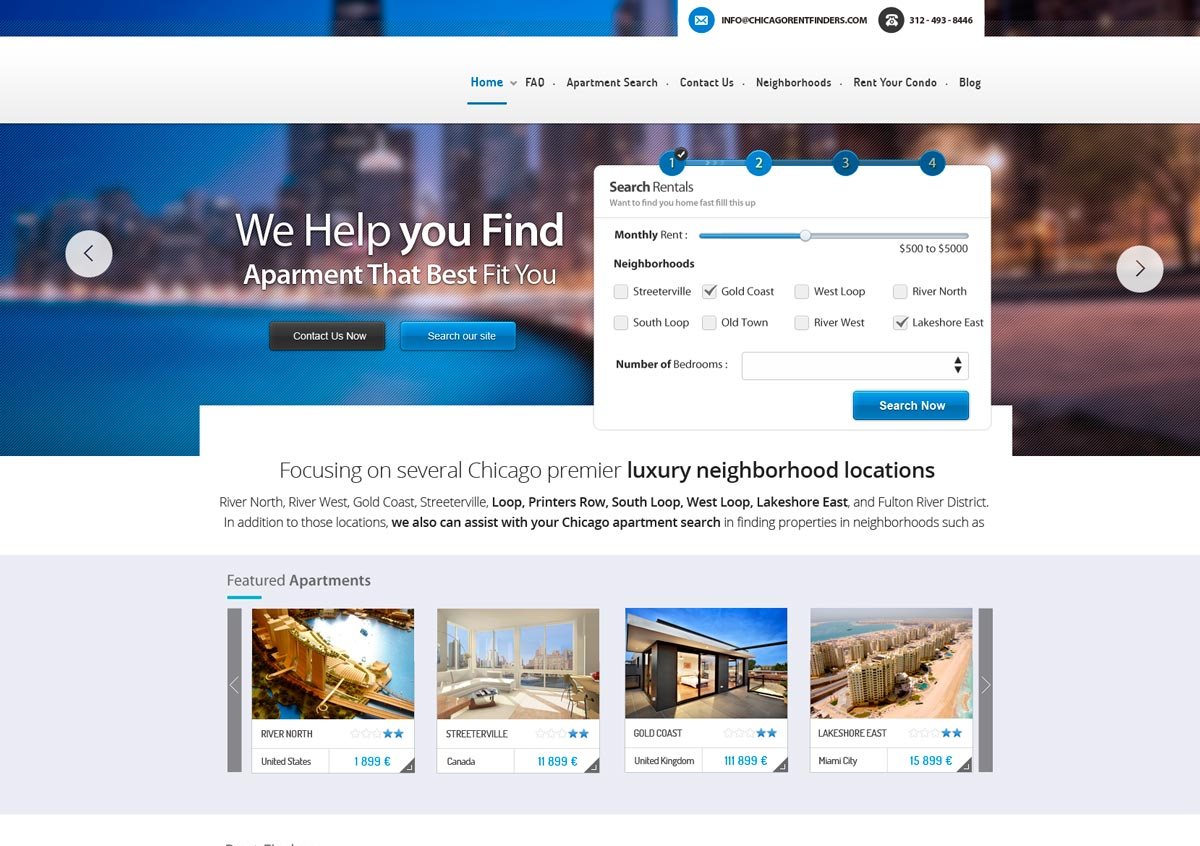 INFO@CHICAGORENTFINDERS.COM 312 - 493 - 8446
Home FAQ . Apartment Search . Contact Us . Neighborhoods . Rent Your Condo . Blog
1 2 3 4
Search Rentals
Want to find you home fast filll this up
We Help you Find
Aparment That Best Fit You
Contact Us Now Search our site
Monthly Rent :
$500 to $5000
Neighborhoods
Streeterville Gold Coast West Loop River North
South Loop Old Town River West Lakeshore East
Number of Bedrooms :
Search Now
Focusing on several Chicago premier luxury neighborhood locations
River North, River West, Gold Coast, Streeterville, Loop, Printers Row, South Loop, West Loop, Lakeshore East, and Fulton River District.
In addition to those locations, we also can assist with your Chicago apartment search in finding properties in neighborhoods such as
Featured Apartments
RIVER NORTH STREETERVILLE GOLD COAST LAKESHORE EAST
United States 1 899 € Canada 11 899 € United Kingdom 111 899 € Miami City 15 899 €